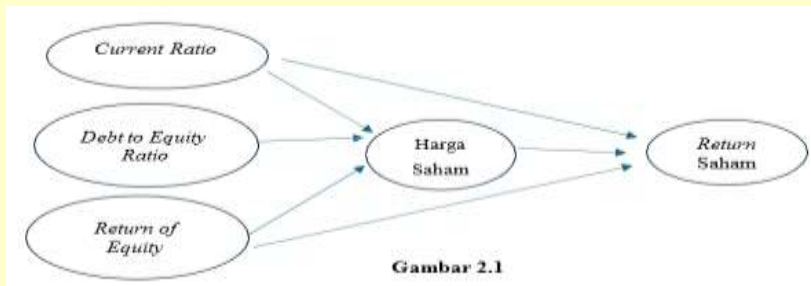 Current Ratio
Debt to Equity
Ratio
Return of
Equity
Harga
Saham
Return
Saham
Gambar 2.1